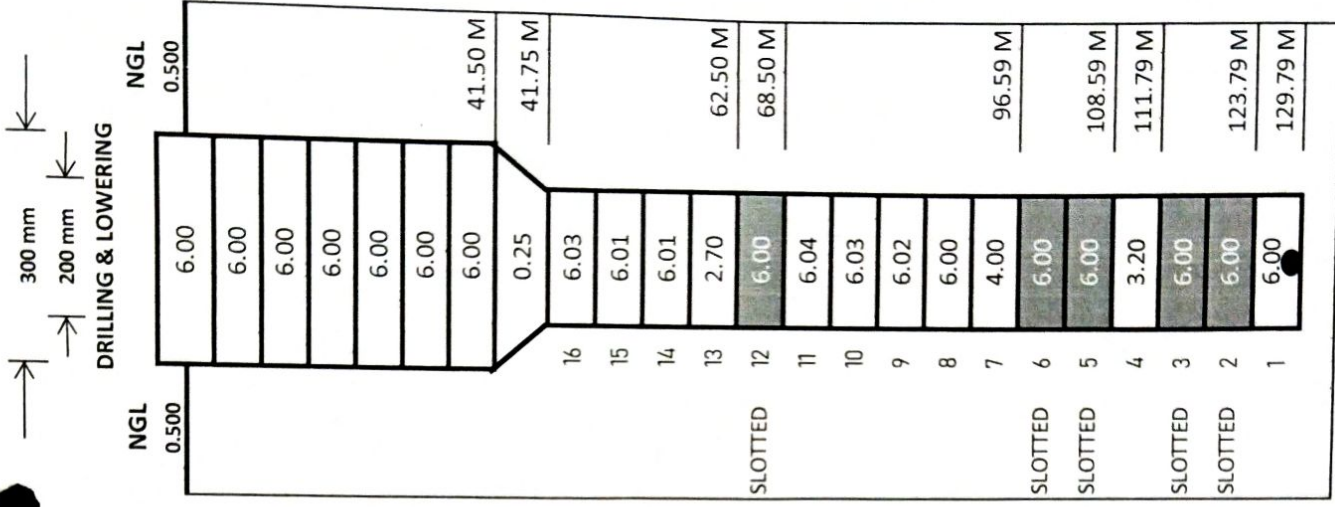 300 mm
200 mm
DRILLING & LOWERING
NGL NGL
0.500 0.500
6.00
6.00
6.00
6.00
6.00
6.00
6.00 41.50 M
0.25 41.75 M
16 6.03
15 6.01
14 6.01
13 2.70 62.50 M
SLOTTED 12 6.00 68.50 M
11 6.04
10 6.03
9 6.02
8 6.00
7 4.00 96.59 M
SLOTTED 6 6.00
SLOTTED 5 6.00 108.59 M
4 3.20 111.79 M
SLOTTED 3 6.00
SLOTTED 2 6.00 123.79 M
1 6.00 129.79 M